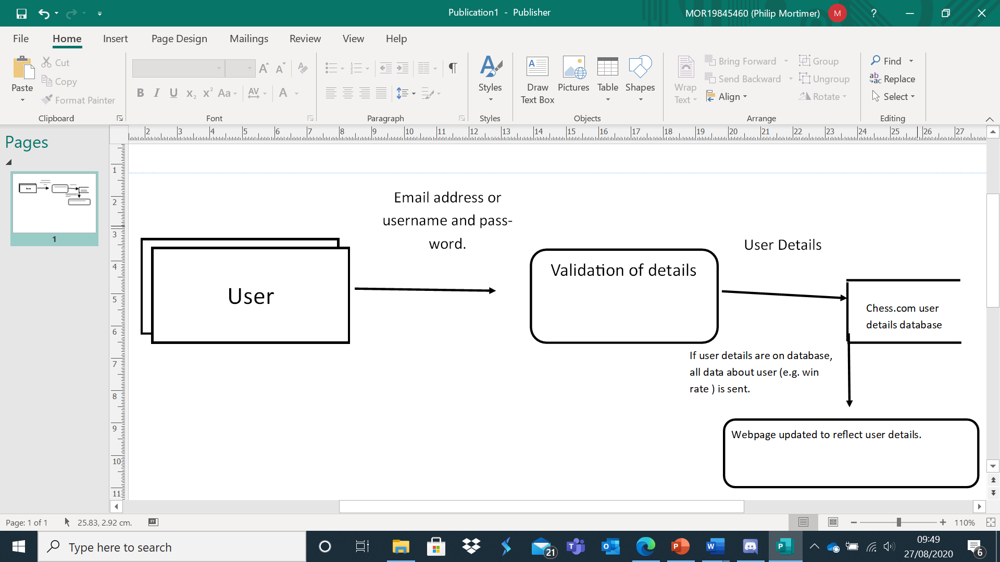 Publication1 - Publisher
MOR19845460 (Philip Mortimer)
M
?
File
Home
Insert
Page Design
Mailings
Review
View
Help
Paste
Cut
Copy
Format Painter
Clipboard
Font
Paragraph
Styles
Styles
Draw
Text Box
Pictures
Table
Shapes
Objects
Wrap
Text
Bring Forward
Send Backward
Align
Group
Ungroup
Rotate
Arrange
Find
Replace
Select
Editing
2 3 4 5 6 7 8 9 10 11 12 13 14 15 16 17 18 19 20 21 22 23 24 25 26 27
Pages
1
1
2
3
4
5
6
7
8
9
10
11
Email address or
username and pass-
word.
User
Validation of details
User Details
Chess.com user
details database
If user details are on database,
all data about user (e.g. win
rate ) is sent.
Webpage updated to reflect user details.
Page: 1 of 1
25.83, 2.92 cm.
110%
Type here to search
21
09:49
27/08/2020
6